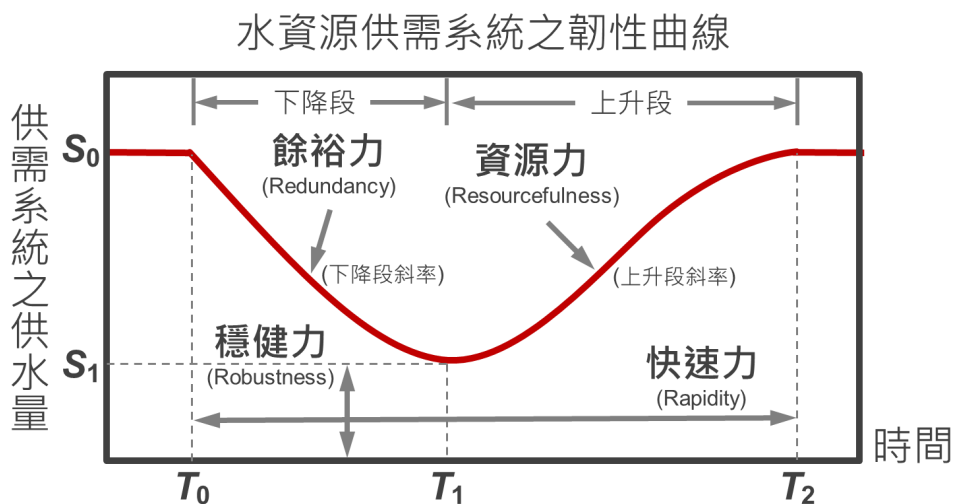 水資源供需系統之韌性曲線
供需系統之供水量
下降段
上升段
S0
餘裕力
(Redundancy)
資源力
(Resourcefulness)
(下降段斜率)
(上升段斜率)
穩健力
(Robustness)
S1
快速力
(Rapidity)
時間
T0
T1
T2